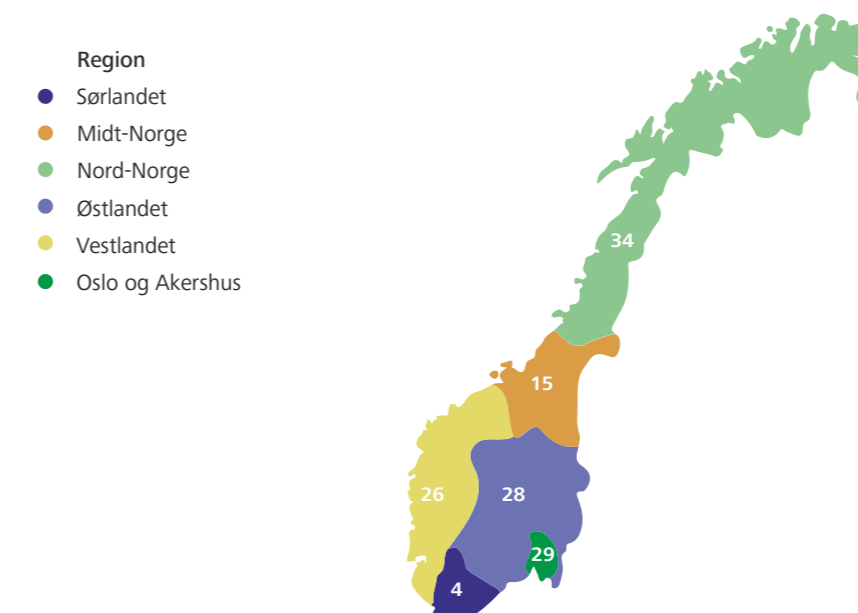 Region
Sørlandet
Midt-Norge
Nord-Norge
Østlandet
Vestlandet
Oslo og Akershus
34
15
26
28
29
4